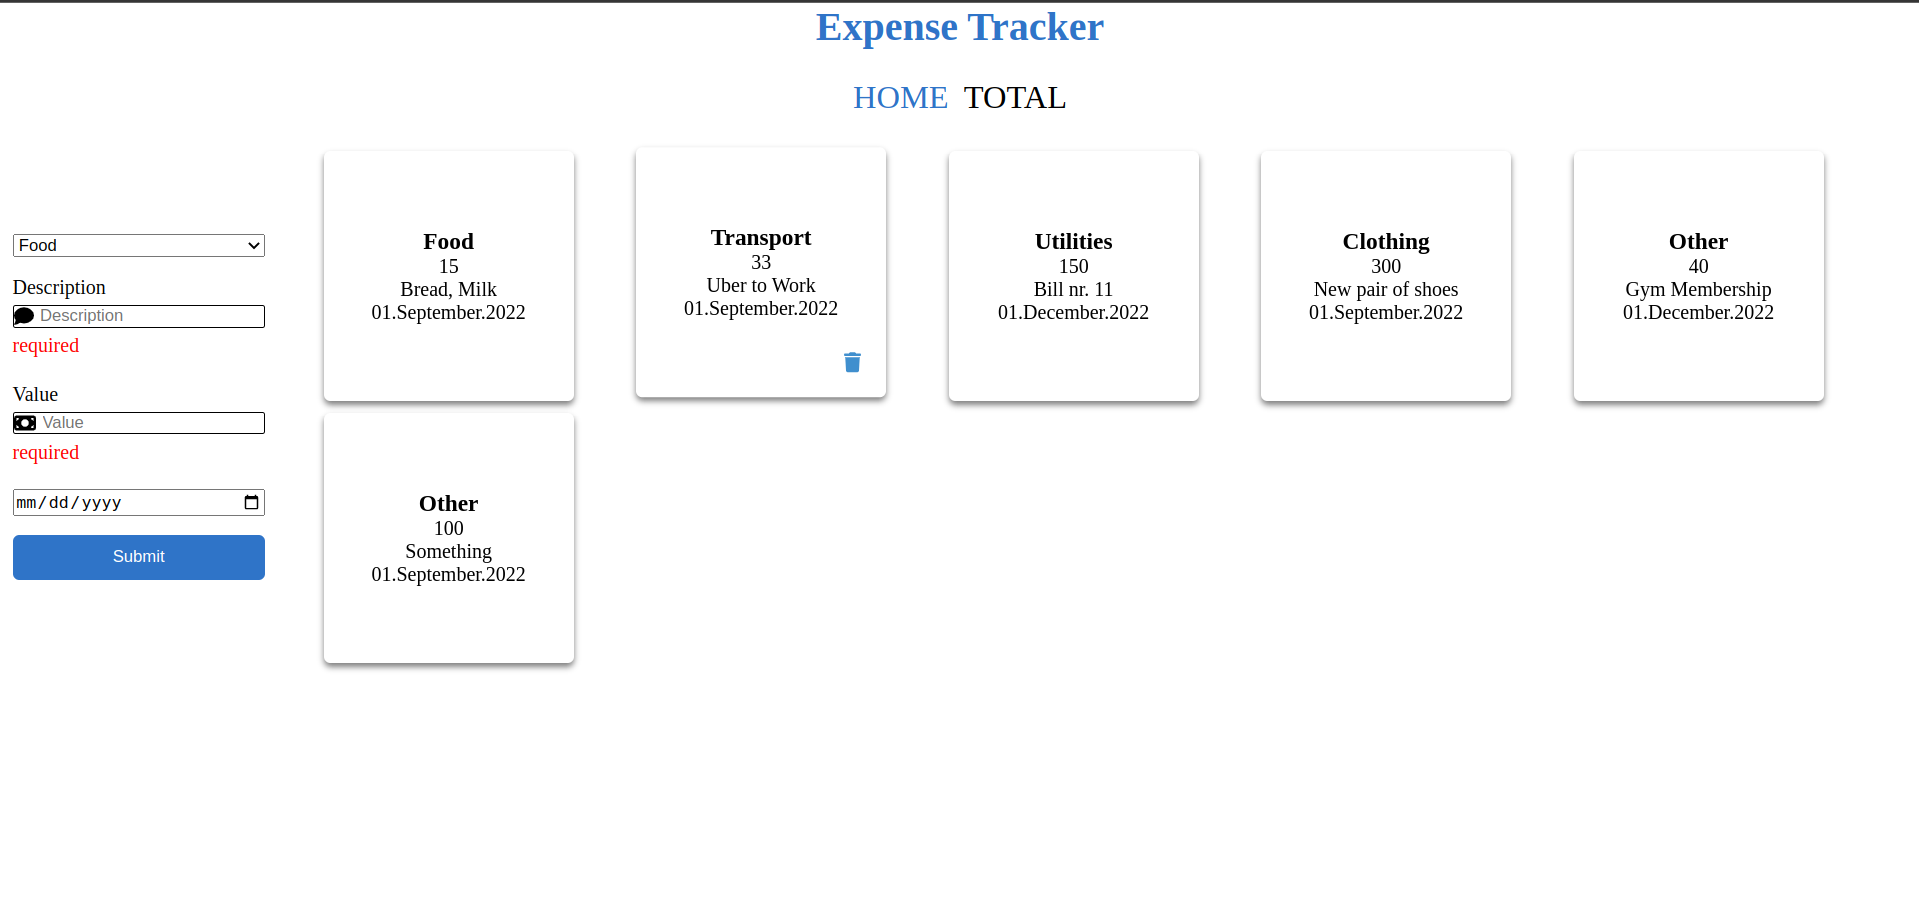 Expense Tracker
HOME TOTAL
Food
Description
Description
required
Value
Value
required
mm/dd/yyyy
Submit
Food
15
Bread, Milk
01.September.2022
Transport
33
Uber to Work
01.September.2022
Utilities
150
Bill nr. 11
01.December.2022
Clothing
300
New pair of shoes
01.September.2022
Other
40
Gym Membership
01.December.2022
Other
100
Something
01.September.2022